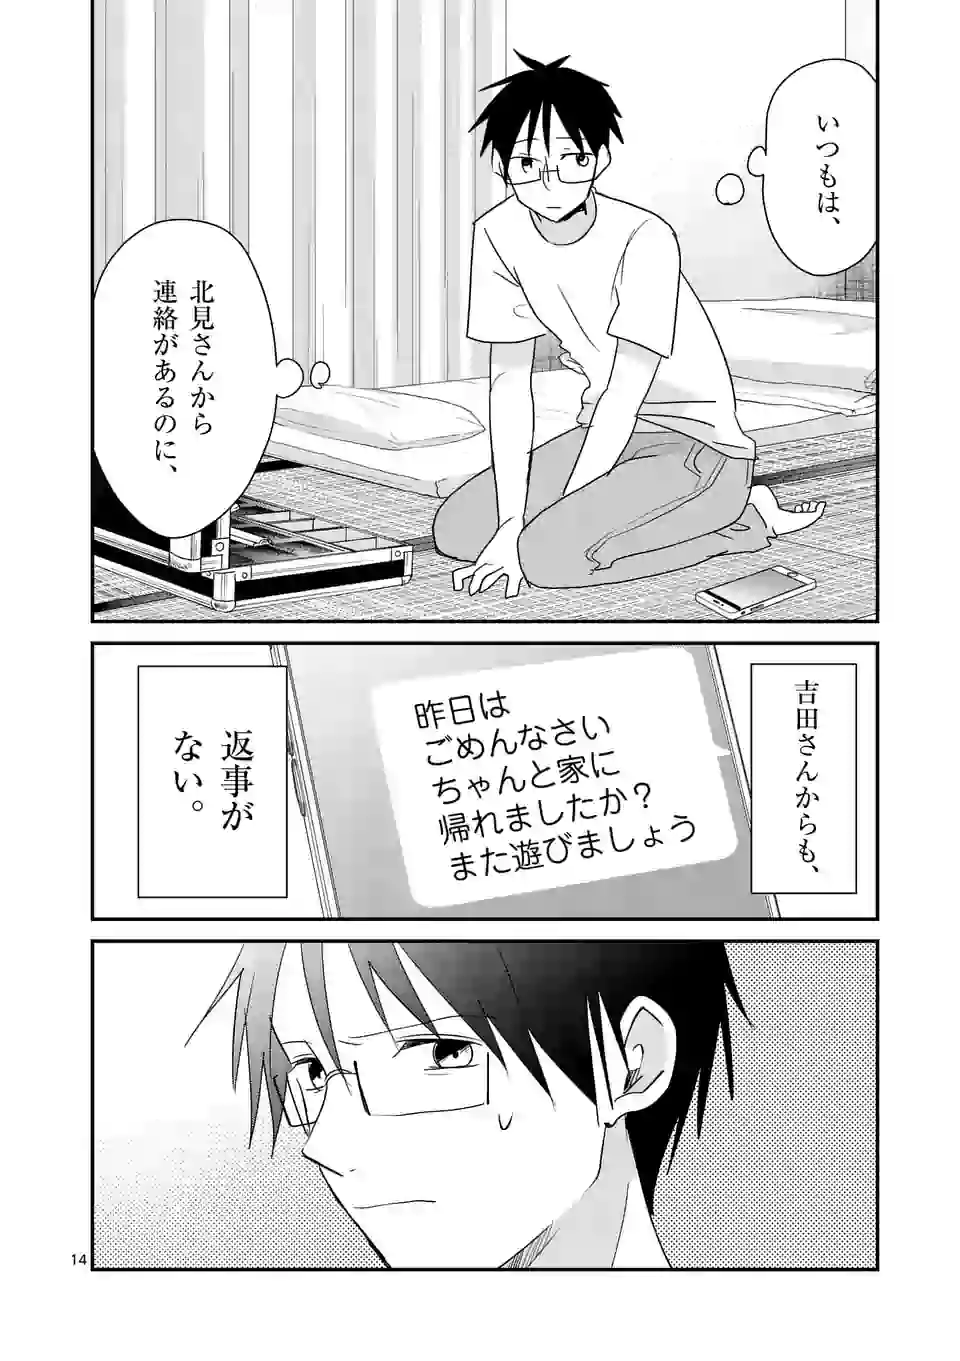 いつもは、
北見さんから
連絡があるのに、
吉田さんからも、
昨日は
ごめんなさい
ちゃんと家に
帰れましたか？
また遊びましょう
返事が
ない。
14